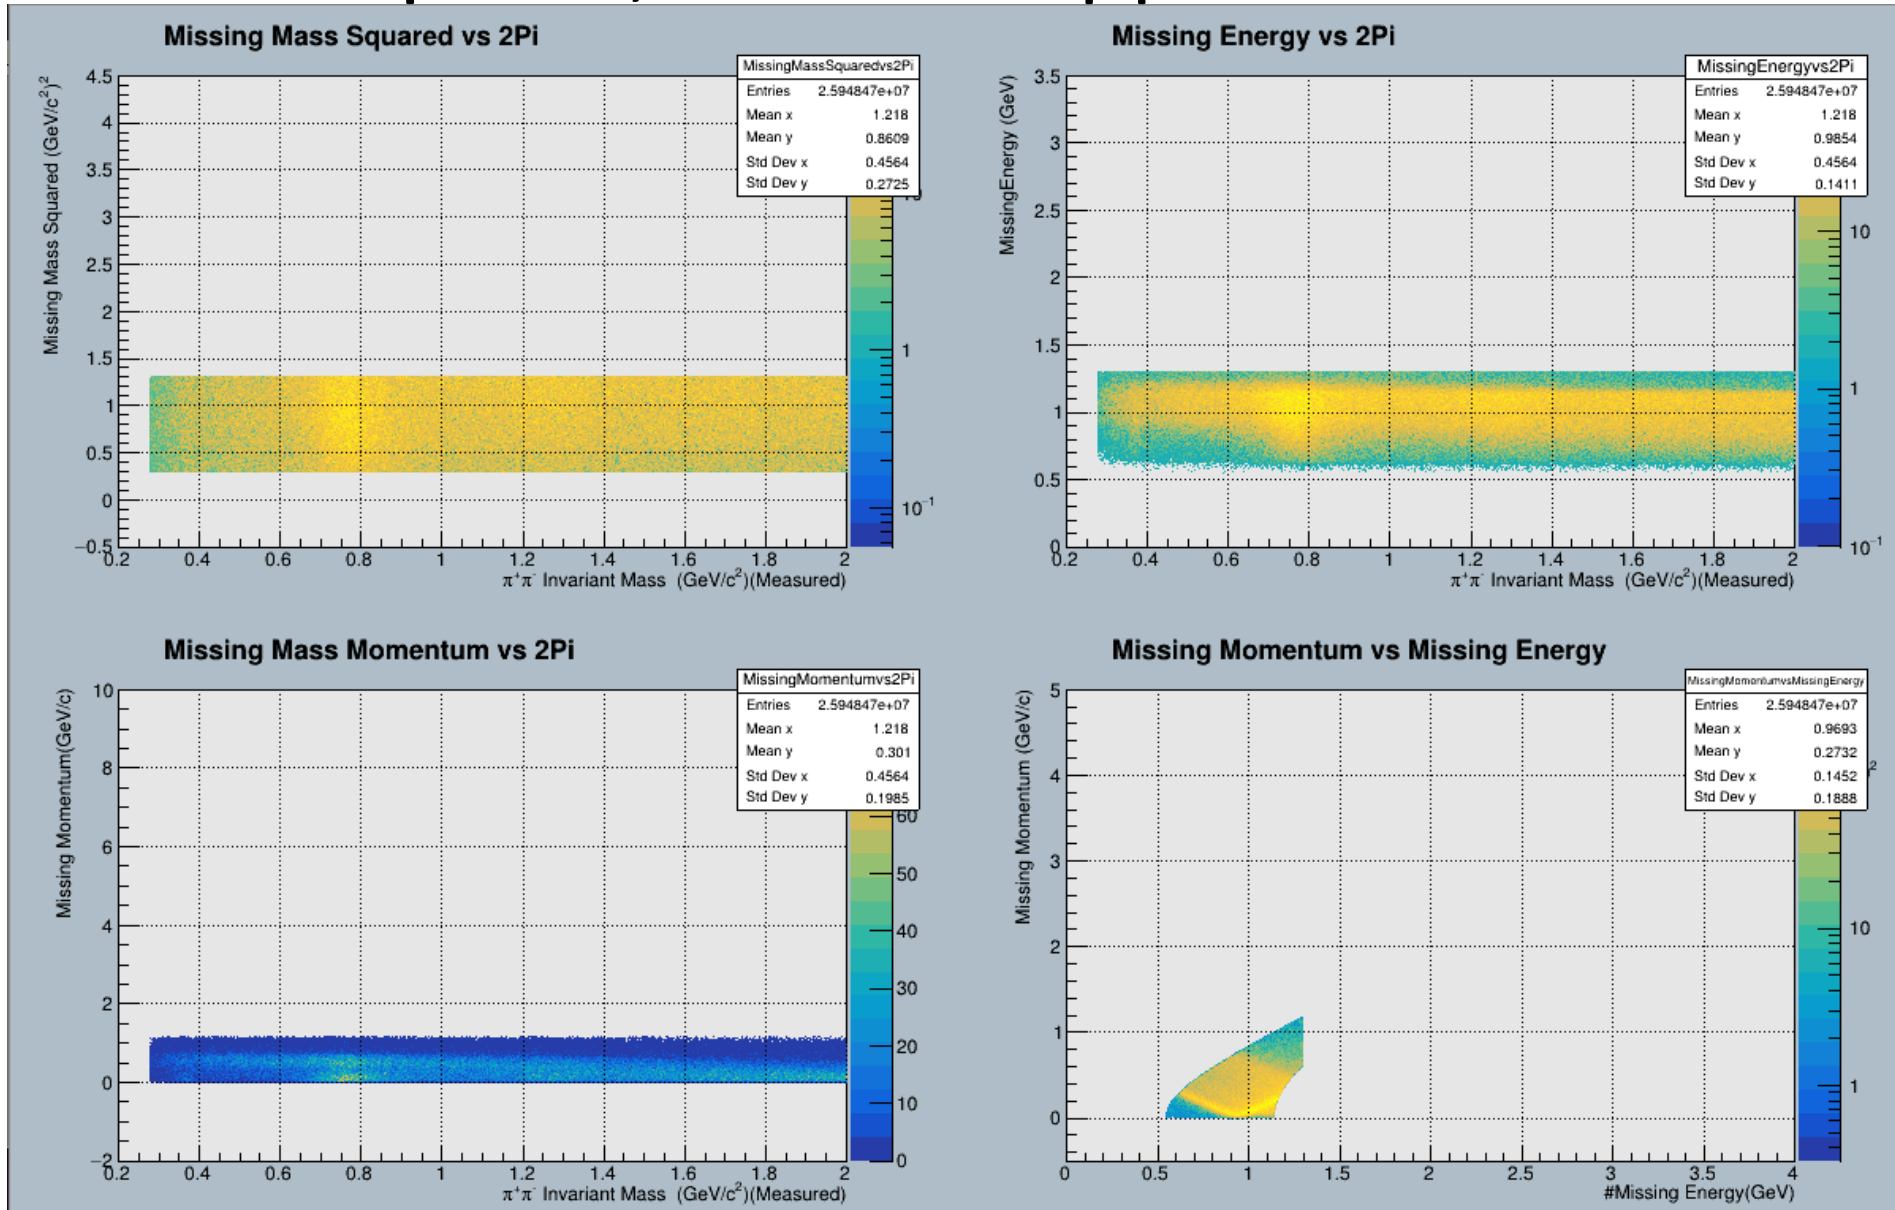 Missing Mass Squared vs 2Pi
MissingMassSquaredvs2Pi
Entries 2.594847e+07
Mean x 1.218
Mean y 0.8609
Std Dev x 0.4564
Std Dev y 0.2725
Missing Mass Squared (GeV/c²)²
4.5
4
3.5
3
2.5
2
1.5
1
0.5
0
−0.5
0.2 0.4 0.6 0.8 1 1.2 1.4 1.6 1.8 2
π⁺π⁻ Invariant Mass (GeV/c²)(Measured)
1
10⁻¹
Missing Energy vs 2Pi
MissingEnergyvs2Pi
Entries 2.594847e+07
Mean x 1.218
Mean y 0.9854
Std Dev x 0.4564
Std Dev y 0.1411
MissingEnergy (GeV)
3.5
3
2.5
2
1.5
1
0.5
0
0.2 0.4 0.6 0.8 1 1.2 1.4 1.6 1.8 2
π⁺π⁻ Invariant Mass (GeV/c²)(Measured)
10
1
10⁻¹
Missing Mass Momentum vs 2Pi
MissingMomentumvs2Pi
Entries 2.594847e+07
Mean x 1.218
Mean y 0.301
Std Dev x 0.4564
Std Dev y 0.1985
Missing Momentum(GeV/c)
10
8
6
4
2
0
−2
0.2 0.4 0.6 0.8 1 1.2 1.4 1.6 1.8 2
π⁺π⁻ Invariant Mass (GeV/c²)(Measured)
60
50
40
30
20
10
0
Missing Momentum vs Missing Energy
MissingMomentumvsMissingEnergy
Entries 2.594847e+07
Mean x 0.9693
Mean y 0.2732
Std Dev x 0.1452
Std Dev y 0.1888
Missing Momentum (GeV/c)
5
4
3
2
1
0
0 0.5 1 1.5 2 2.5 3 3.5 4
#Missing Energy(GeV)
10
1